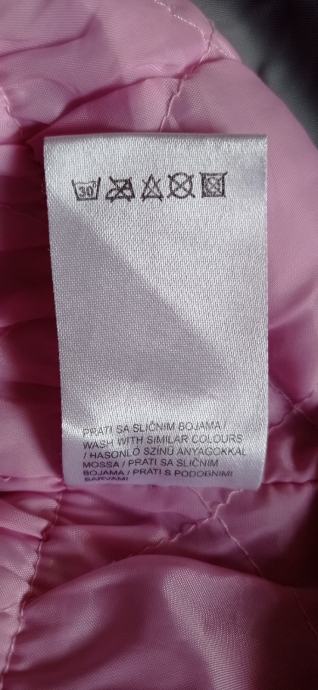 30
PRATI SA SLIČNIM BOJAMA /
WASH WITH SIMILAR COLOURS
/ HASONLÓ SZÍNŰ ANYAGOKKAL
MOSSA / PRATI SA SLIČNIM
BOJAMA / PRATI S PODOBNIMI
BARVAMI